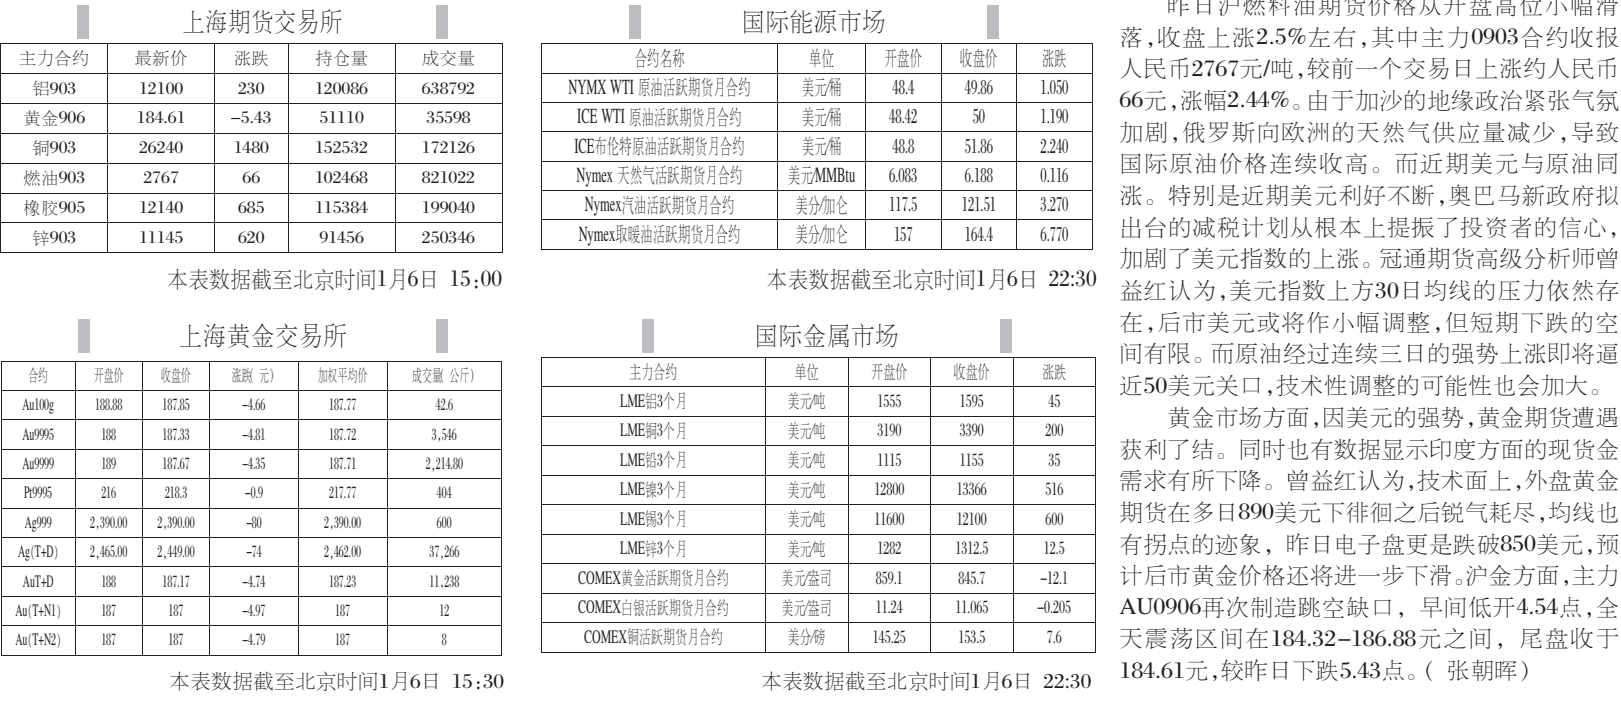 上海期货交易所
主力合约 最新价 涨跌 持仓量 成交量
铝903 12100 230 120086 638792
黄金906 184.61 -5.43 51110 35598
铜903 26240 1480 152532 172126
燃油903 2767 66 102468 821022
橡胶905 12140 685 115384 199040
锌903 11145 620 91456 250346
本表数据截至北京时间1月6日 15:00
上海黄金交易所
合约 开盘价 收盘价 涨跌( 元) 加权平均价 成交量( 公斤)
Au100g 188.88 187.85 -4.66 187.77 42.6
Au9995 188 187.33 -4.81 187.72 3,546
Au9999 189 187.67 -4.35 187.71 2,214.80
Pt9995 216 218.3 -0.9 217.77 404
Ag999 2,390.00 2,390.00 -80 2,390.00 600
Ag(T+D) 2,465.00 2,449.00 -74 2,462.00 37,266
AuT+D 188 187.17 -4.74 187.23 11,238
Au(T+N1) 187 187 -4.97 187 12
Au(T+N2) 187 187 -4.79 187 8
本表数据截至北京时间1月6日 15:30
国际能源市场
合约名称 单位 开盘价 收盘价 涨跌
NYMX WTI 原油活跃期货月合约 美元/桶 48.4 49.86 1.050
ICE WTI 原油活跃期货月合约 美元/桶 48.42 50 1.190
ICE布伦特原油活跃期货月合约 美元/桶 48.8 51.86 2.240
Nymex 天然气活跃期货月合约 美元/MMBtu 6.083 6.188 0.116
Nymex汽油活跃期货月合约 美分/加仑 117.5 121.51 3.270
Nymex取暖油活跃期货月合约 美分/加仑 157 164.4 6.770
本表数据截至北京时间1月6日 22:30
国际金属市场
主力合约 单位 开盘价 收盘价 涨跌
LME铝3个月 美元/吨 1555 1595 45
LME铜3个月 美元/吨 3190 3390 200
LME铅3个月 美元/吨 1115 1155 35
LME镍3个月 美元/吨 12800 13366 516
LME锡3个月 美元/吨 11600 12100 600
LME锌3个月 美元/吨 1282 1312.5 12.5
COMEX黄金活跃期货月合约 美元/盎司 859.1 845.7 -12.1
COMEX白银活跃期货月合约 美元/盎司 11.24 11.065 -0.205
COMEX铜活跃期货月合约 美分/磅 145.25 153.5 7.6
本表数据截至北京时间1月6日 22:30
昨日沪燃料油期货价格从开盘高位小幅滑
落,收盘上涨2.5%左右,其中主力0903合约收报
人民币2767元/吨,较前一个交易日上涨约人民币
66元,涨幅2.44%。由于加沙的地缘政治紧张气氛
加剧,俄罗斯向欧洲的天然气供应量减少,导致
国际原油价格连续收高。而近期美元与原油同
涨。特别是近期美元利好不断,奥巴马新政府拟
出台的减税计划从根本上提振了投资者的信心,
加剧了美元指数的上涨。冠通期货高级分析师曾
益红认为,美元指数上方30日均线的压力依然存
在,后市美元或将作小幅调整,但短期下跌的空
间有限。而原油经过连续三日的强势上涨即将逼
近50美元关口,技术性调整的可能性也会加大。
黄金市场方面,因美元的强势,黄金期货遭遇
获利了结。同时也有数据显示印度方面的现货金
需求有所下降。曾益红认为,技术面上,外盘黄金
期货在多日890美元下徘徊之后锐气耗尽,均线也
有拐点的迹象, 昨日电子盘更是跌破850美元,预
计后市黄金价格还将进一步下滑。沪金方面,主力
AU0906再次制造跳空缺口, 早间低开4.54点,全
天震荡区间在184.32-186.88元之间, 尾盘收于
184.61元,较昨日下跌5.43点。( 张朝晖)